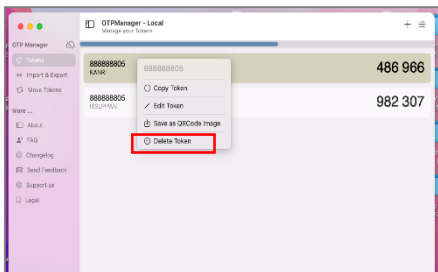 OTPManager - Local
Manage your Tokens
OTP Manager
Tokens
Import & Export
Move Tokens
More ...
About
FAQ
Changelog
Send Feedback
Support us
Legal
888888805
KANR
486 966
888888805
982 307
888888805
Copy Token
Edit Token
Save as QRCode Image
Delete Token